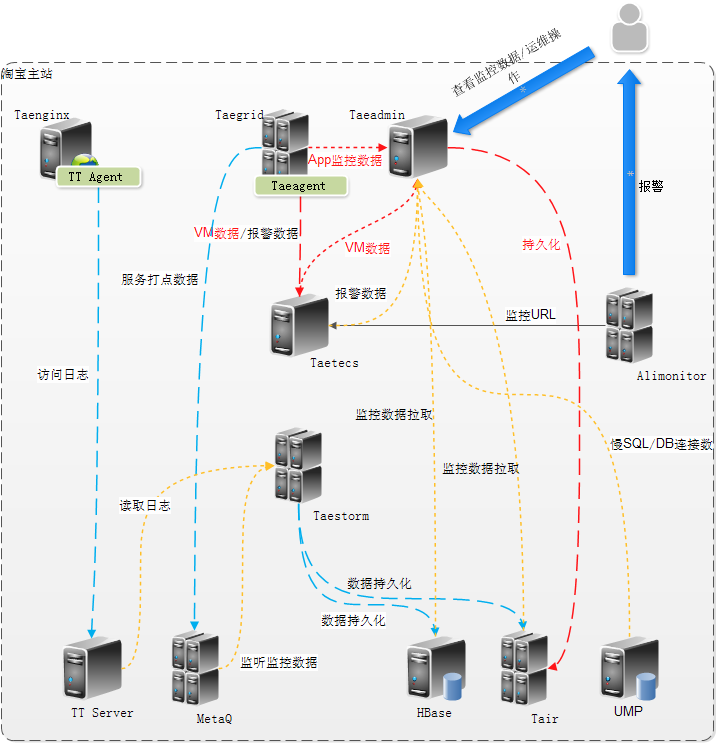 查看监控数据/运维操
作
*
淘宝主站
Taenginx
Taegrid
Taeadmin
TT Agent
App监控数据
Taeagent
*
报警
VM数据/报警数据
VM数据
持久化
服务打点数据
报警数据
监控URL
Taetecs
Alimonitor
访问日志
监控数据拉取
慢SQL/DB连接数
监控数据拉取
读取日志
Taestorm
数据持久化
数据持久化
监听监控数据
TT Server
MetaQ
HBase
Tair
UMP